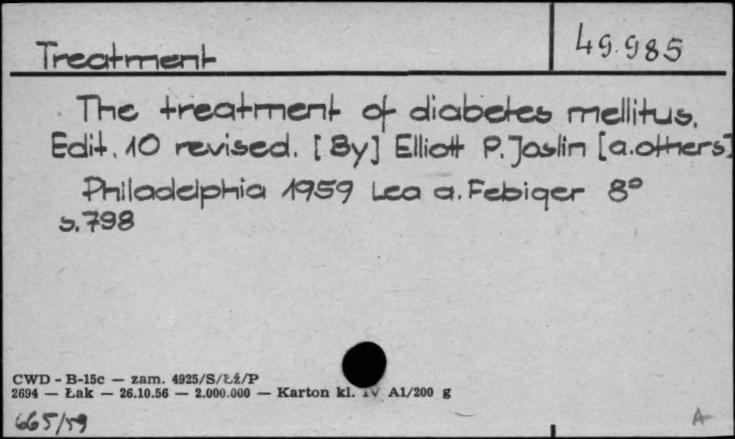 Treatment
49.985
The treatment of diabetes mellitus.
Edit. 10 revised. [By] Elliott P. Joslin [a.others]
Philadelphia 1959 Lea a. Febiger 8°
s. 798
CWD - B-15c — zam. 4925/S/Łź/P
2694 — Łak — 26.10.56 — 2.000.000 — Karton kl. IV A1/200 g
665/59
A